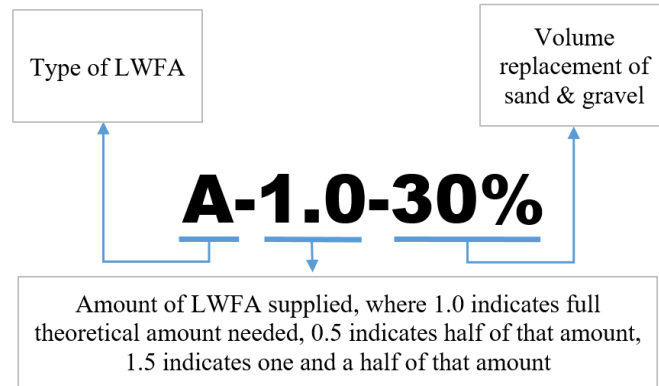 Type of LWFA
Volume
replacement of
sand & gravel
A-1.0-30%
Amount of LWFA supplied, where 1.0 indicates full
theoretical amount needed, 0.5 indicates half of that amount,
1.5 indicates one and a half of that amount